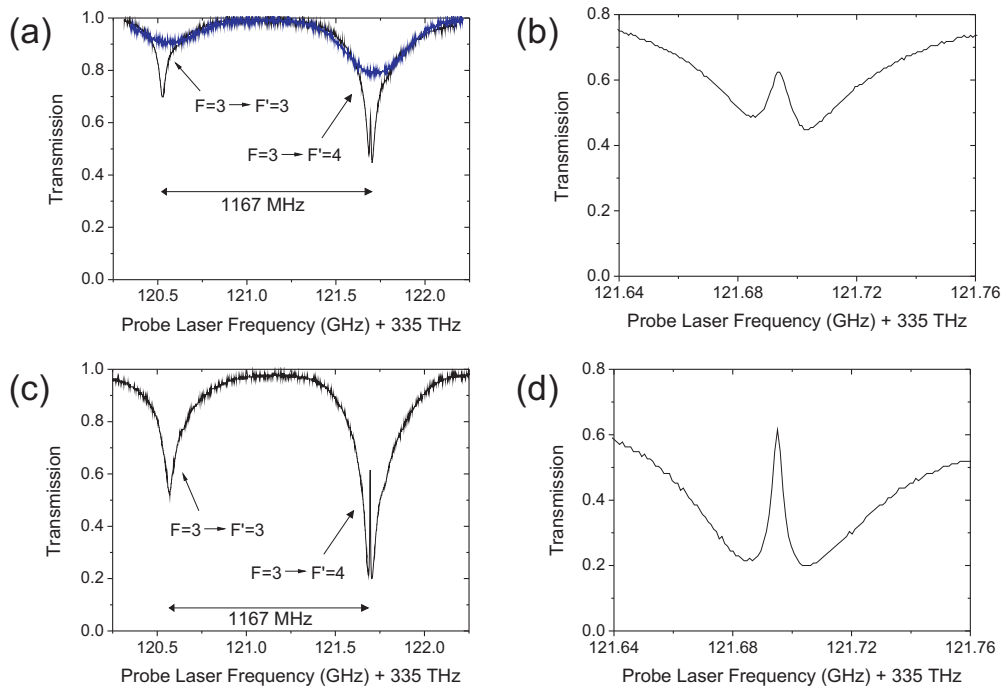 (a)
1.0
0.8
0.6
0.4
0.2
0.0
Transmission
F=3 → F'=3
F=3 → F'=4
1167 MHz
120.5
121.0
121.5
122.0
Probe Laser Frequency (GHz) + 335 THz
(b)
0.8
0.6
0.4
0.2
0.0
Transmission
121.64
121.68
121.72
121.76
Probe Laser Frequency (GHz) + 335 THz
(c)
1.0
0.8
0.6
0.4
0.2
0.0
Transmission
F=3 → F'=3
F=3 → F'=4
1167 MHz
120.5
121.0
121.5
122.0
Probe Laser Frequency (GHz) + 335 THz
(d)
0.8
0.6
0.4
0.2
0.0
Transmission
121.64
121.68
121.72
121.76
Probe Laser Frequency (GHz) + 335 THz